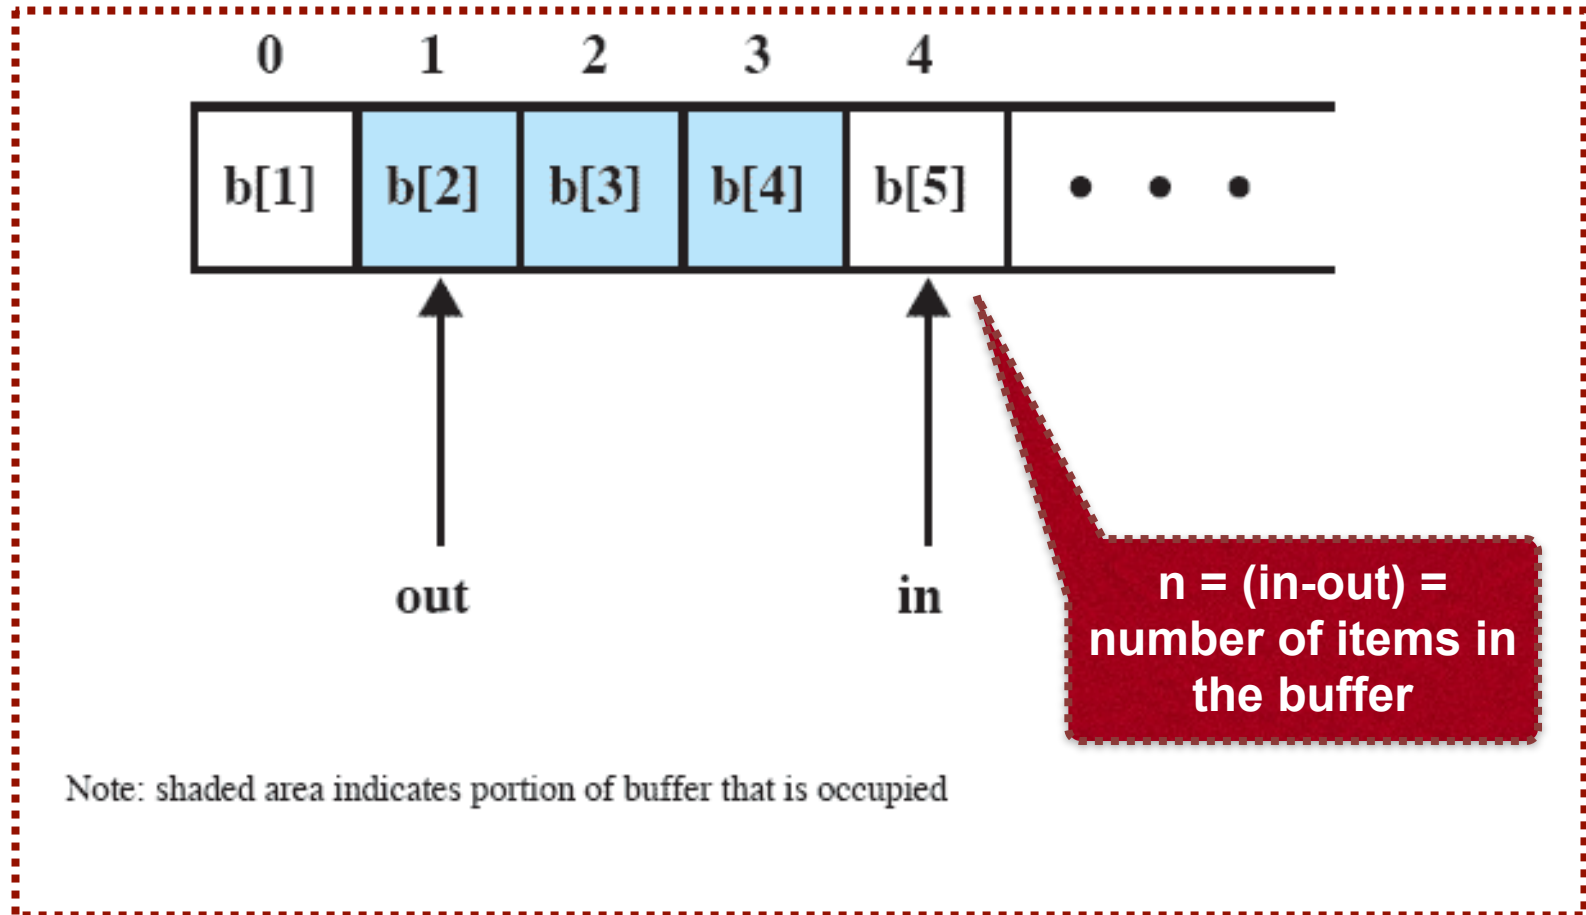 0 1 2 3 4
b[1] b[2] b[3] b[4] b[5] • • •
out in
n = (in-out) =
number of items in
the buffer
Note: shaded area indicates portion of buffer that is occupied